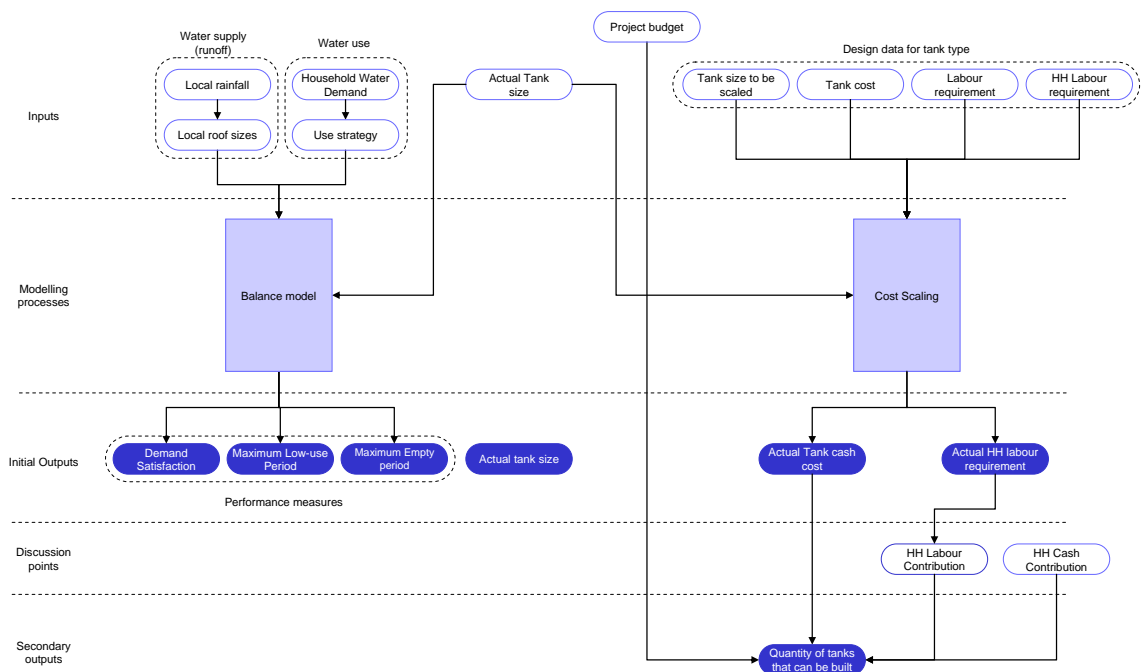 Project budget
Water supply
(runoff)
Water use
Design data for tank type
Inputs
Local rainfall
Household Water
Demand
Actual Tank
size
Tank size to be
scaled
Tank cost
Labour
requirement
HH Labour
requirement
Local roof sizes
Use strategy
Modelling
processes
Balance model
Cost Scaling
Initial Outputs
Demand
Satisfaction
Maximum Low-use
Period
Maximum Empty
period
Actual tank size
Actual Tank cash
cost
Actual HH labour
requirement
Performance measures
Discussion
points
HH Labour
Contribution
HH Cash
Contribution
Secondary
outputs
Quantity of tanks
that can be built